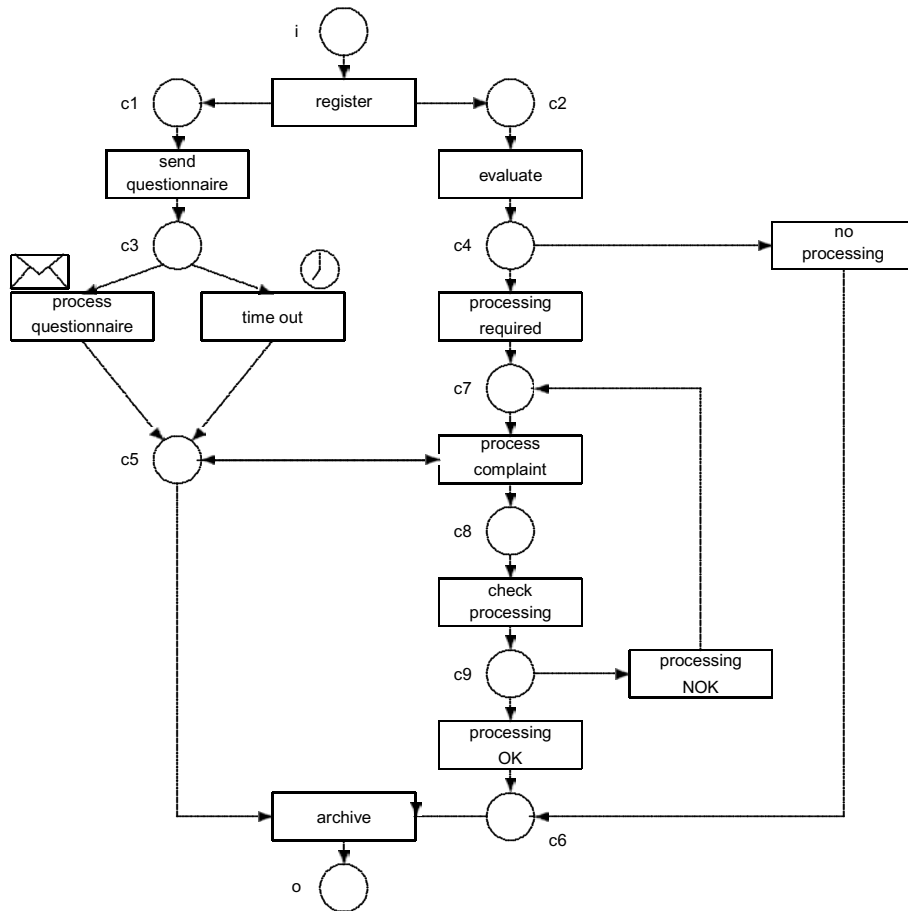 i
c1
register
c2
send
questionnaire
evaluate
c3
c4
no
processing
process
questionnaire
time out
processing
required
c7
c5
process
complaint
c8
check
processing
c9
processing
NOK
processing
OK
archive
c6
o